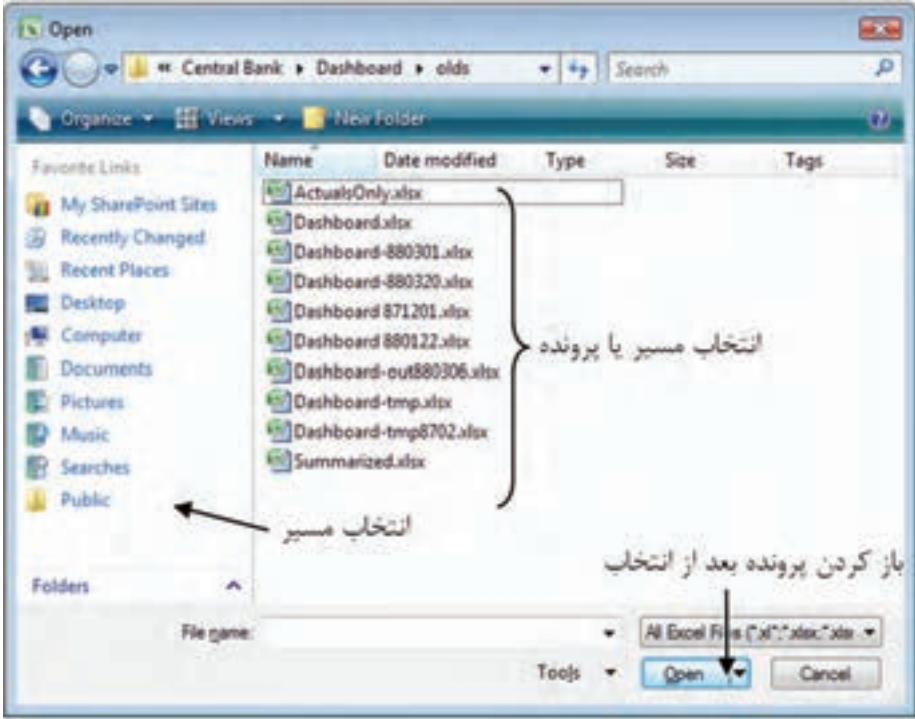 Open
« Central Bank ▸ Dashboard ▸ olds
Search
Organize
Views
New Folder
Favorite Links
My SharePoint Sites
Recently Changed
Recent Places
Desktop
Computer
Documents
Pictures
Music
Searches
Public
Folders
Name Date modified Type Size Tags
ActualsOnly.xlsx
Dashboard.xlsx
Dashboard-880301.xlsx
Dashboard-880320.xlsx
Dashboard 871201.xlsx
Dashboard 880122.xlsx
Dashboard-out880306.xlsx
Dashboard-tmp.xlsx
Dashboard-tmp8702.xlsx
Summarized.xlsx
انتخاب مسیر یا پرونده
انتخاب مسیر
باز کردن پرونده بعد از انتخاب
File name:
All Excel Files (*.xl*;*.xlsx;*.xlsx
Tools
Open
Cancel